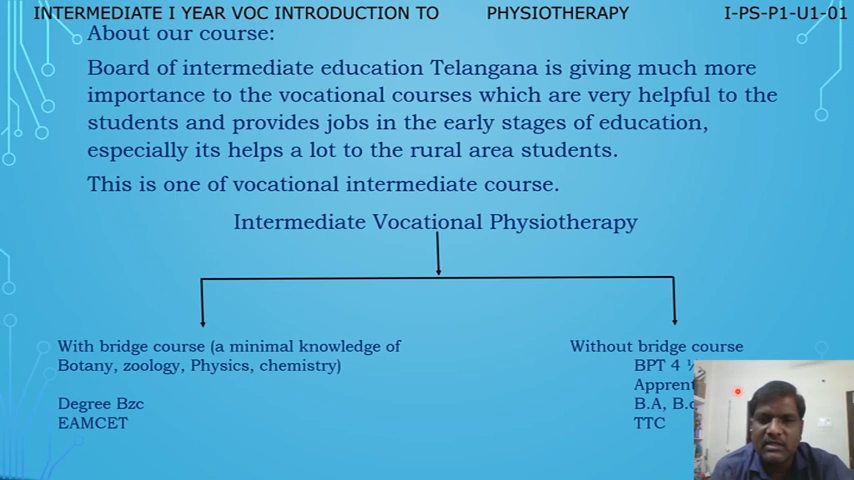 INTERMEDIATE I YEAR VOC INTRODUCTION TO PHYSIOTHERAPY I-PS-P1-U1-01
About our course:
Board of intermediate education Telangana is giving much more
importance to the vocational courses which are very helpful to the
students and provides jobs in the early stages of education,
especially its helps a lot to the rural area students.
This is one of vocational intermediate course.
Intermediate Vocational Physiotherapy
With bridge course (a minimal knowledge of
Botany, zoology, Physics, chemistry)
Degree Bzc
EAMCET
Without bridge course
BPT 4
B.A,
TTC